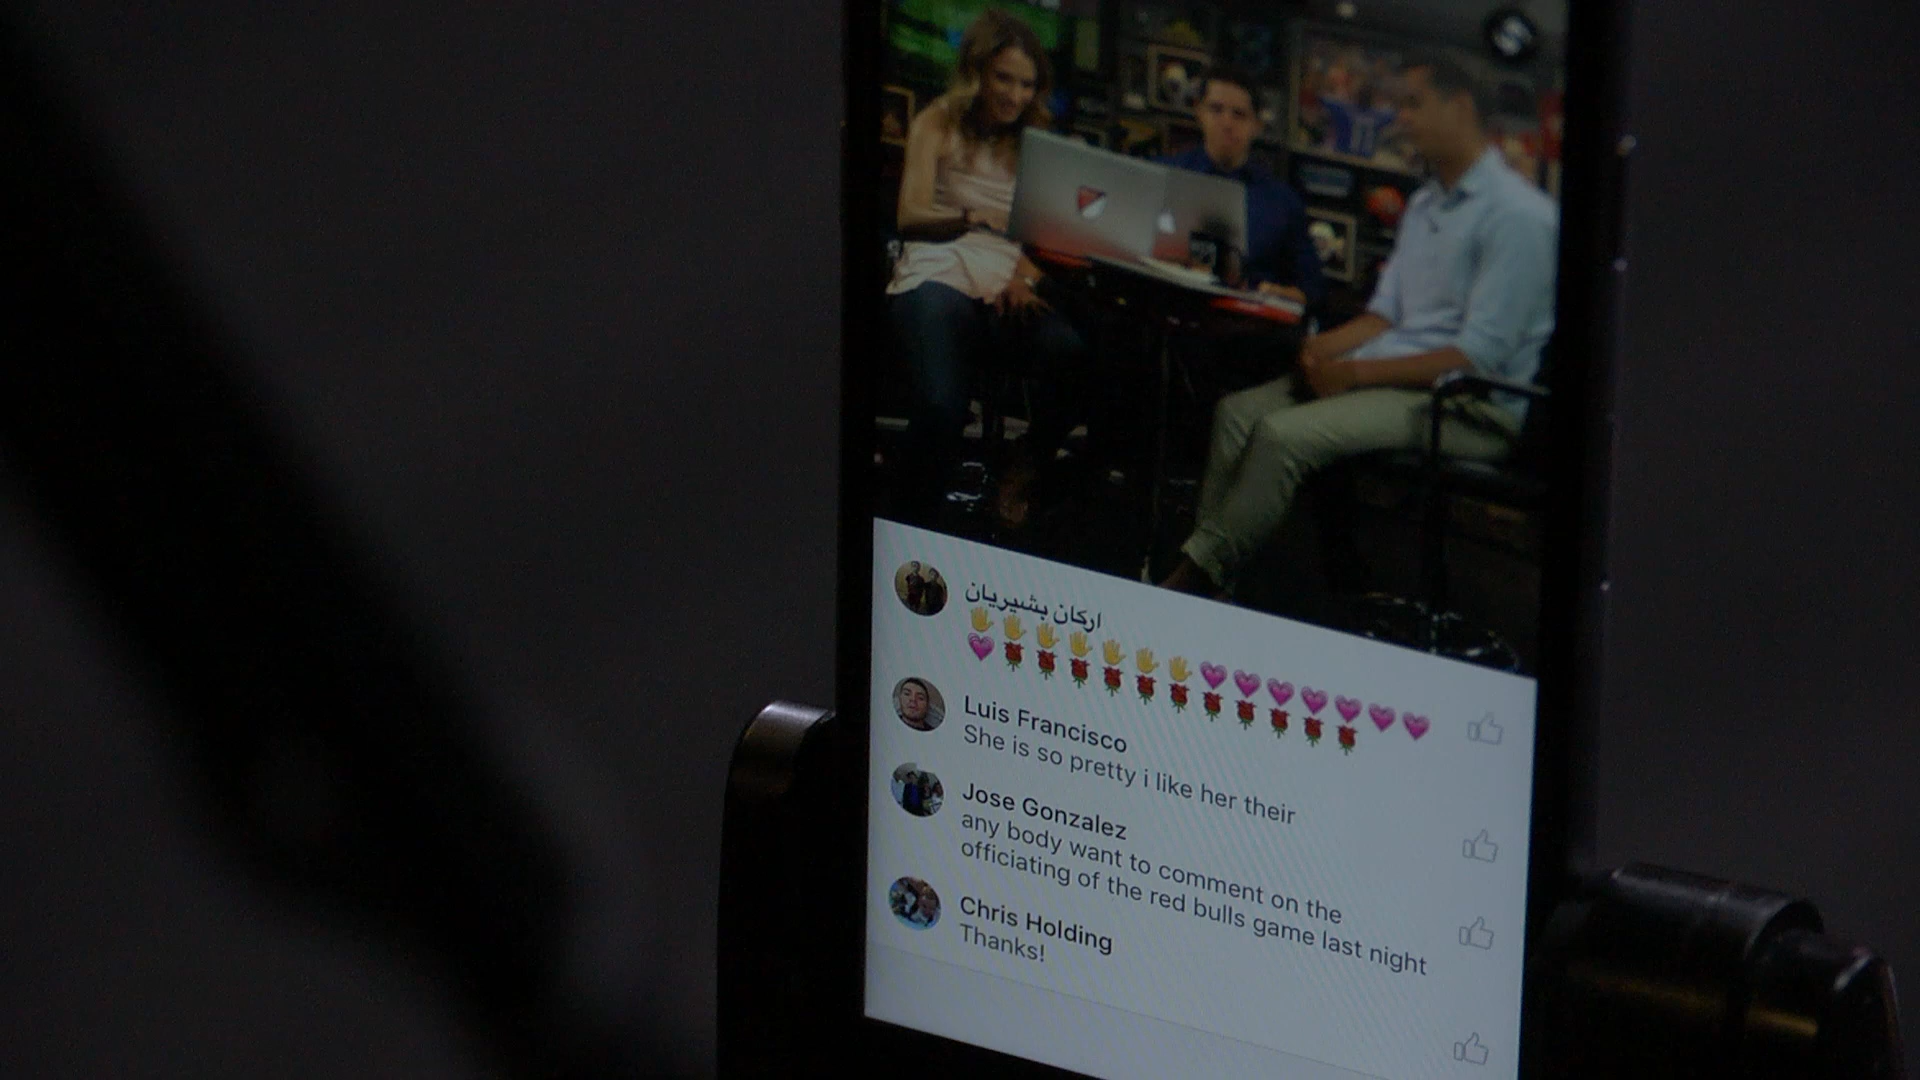 اركان بشيريان
🖐🖐🖐🖐🖐🖐🖐💗💗💗💗💗💗💗
💗🌹🌹🌹🌹🌹🌹🌹🌹🌹🌹🌹
Luis Francisco
She is so pretty i like her their
Jose Gonzalez
any body want to comment on the
officiating of the red bulls game last night
Chris Holding
Thanks!
11
S